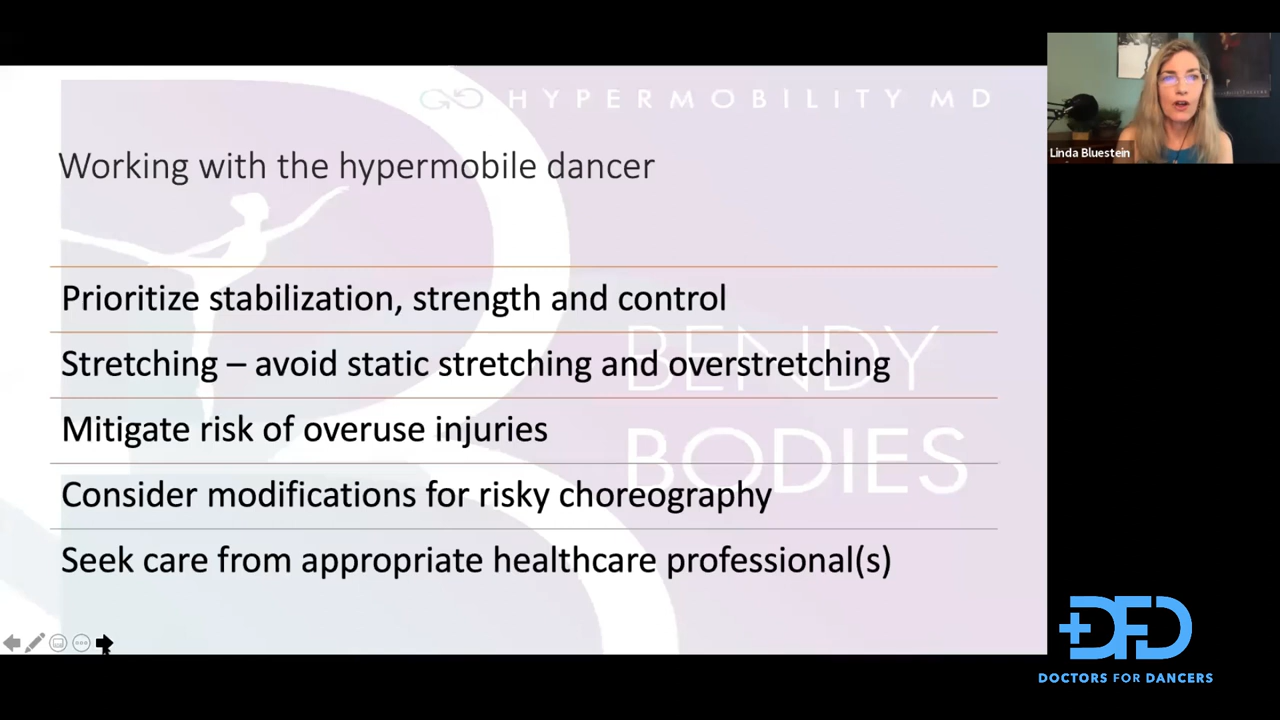 HYPERMOBILITY MD
Working with the hypermobile dancer
Prioritize stabilization, strength and control
Stretching – avoid static stretching and overstretching
Mitigate risk of overuse injuries
Consider modifications for risky choreography
Seek care from appropriate healthcare professional(s)
BENDY
BODIES
Linda Bluestein
DFD
DOCTORS FOR DANCERS